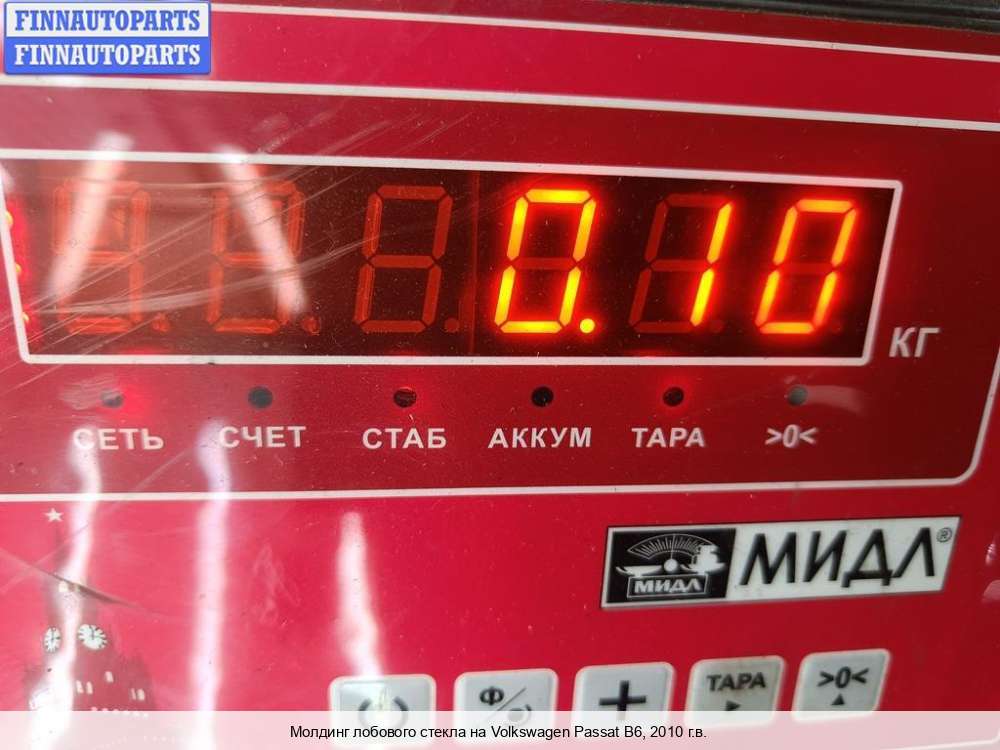 FINNAUTOPARTS
FINNAUTOPARTS
0.10
КГ
СЕТЬ СЧЕТ СТАБ АККУМ ТАРА >0<
МИДЛ МИДЛ®
Ф ТАРА >0<
Молдинг лобового стекла на Volkswagen Passat B6, 2010 г.в.